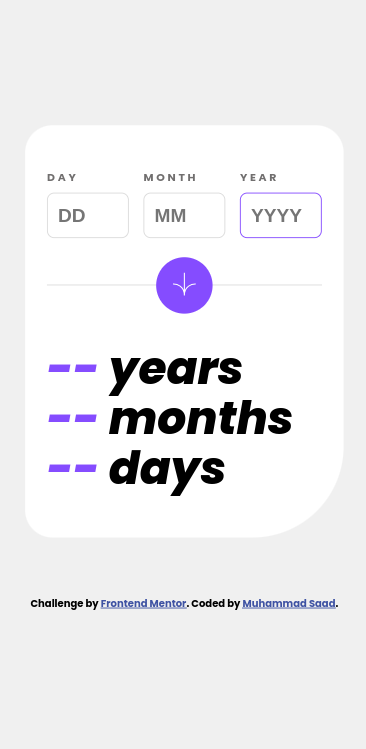 DAY MONTH YEAR
DD MM YYYY
-- years
-- months
-- days
Challenge by Frontend Mentor. Coded by Muhammad Saad.